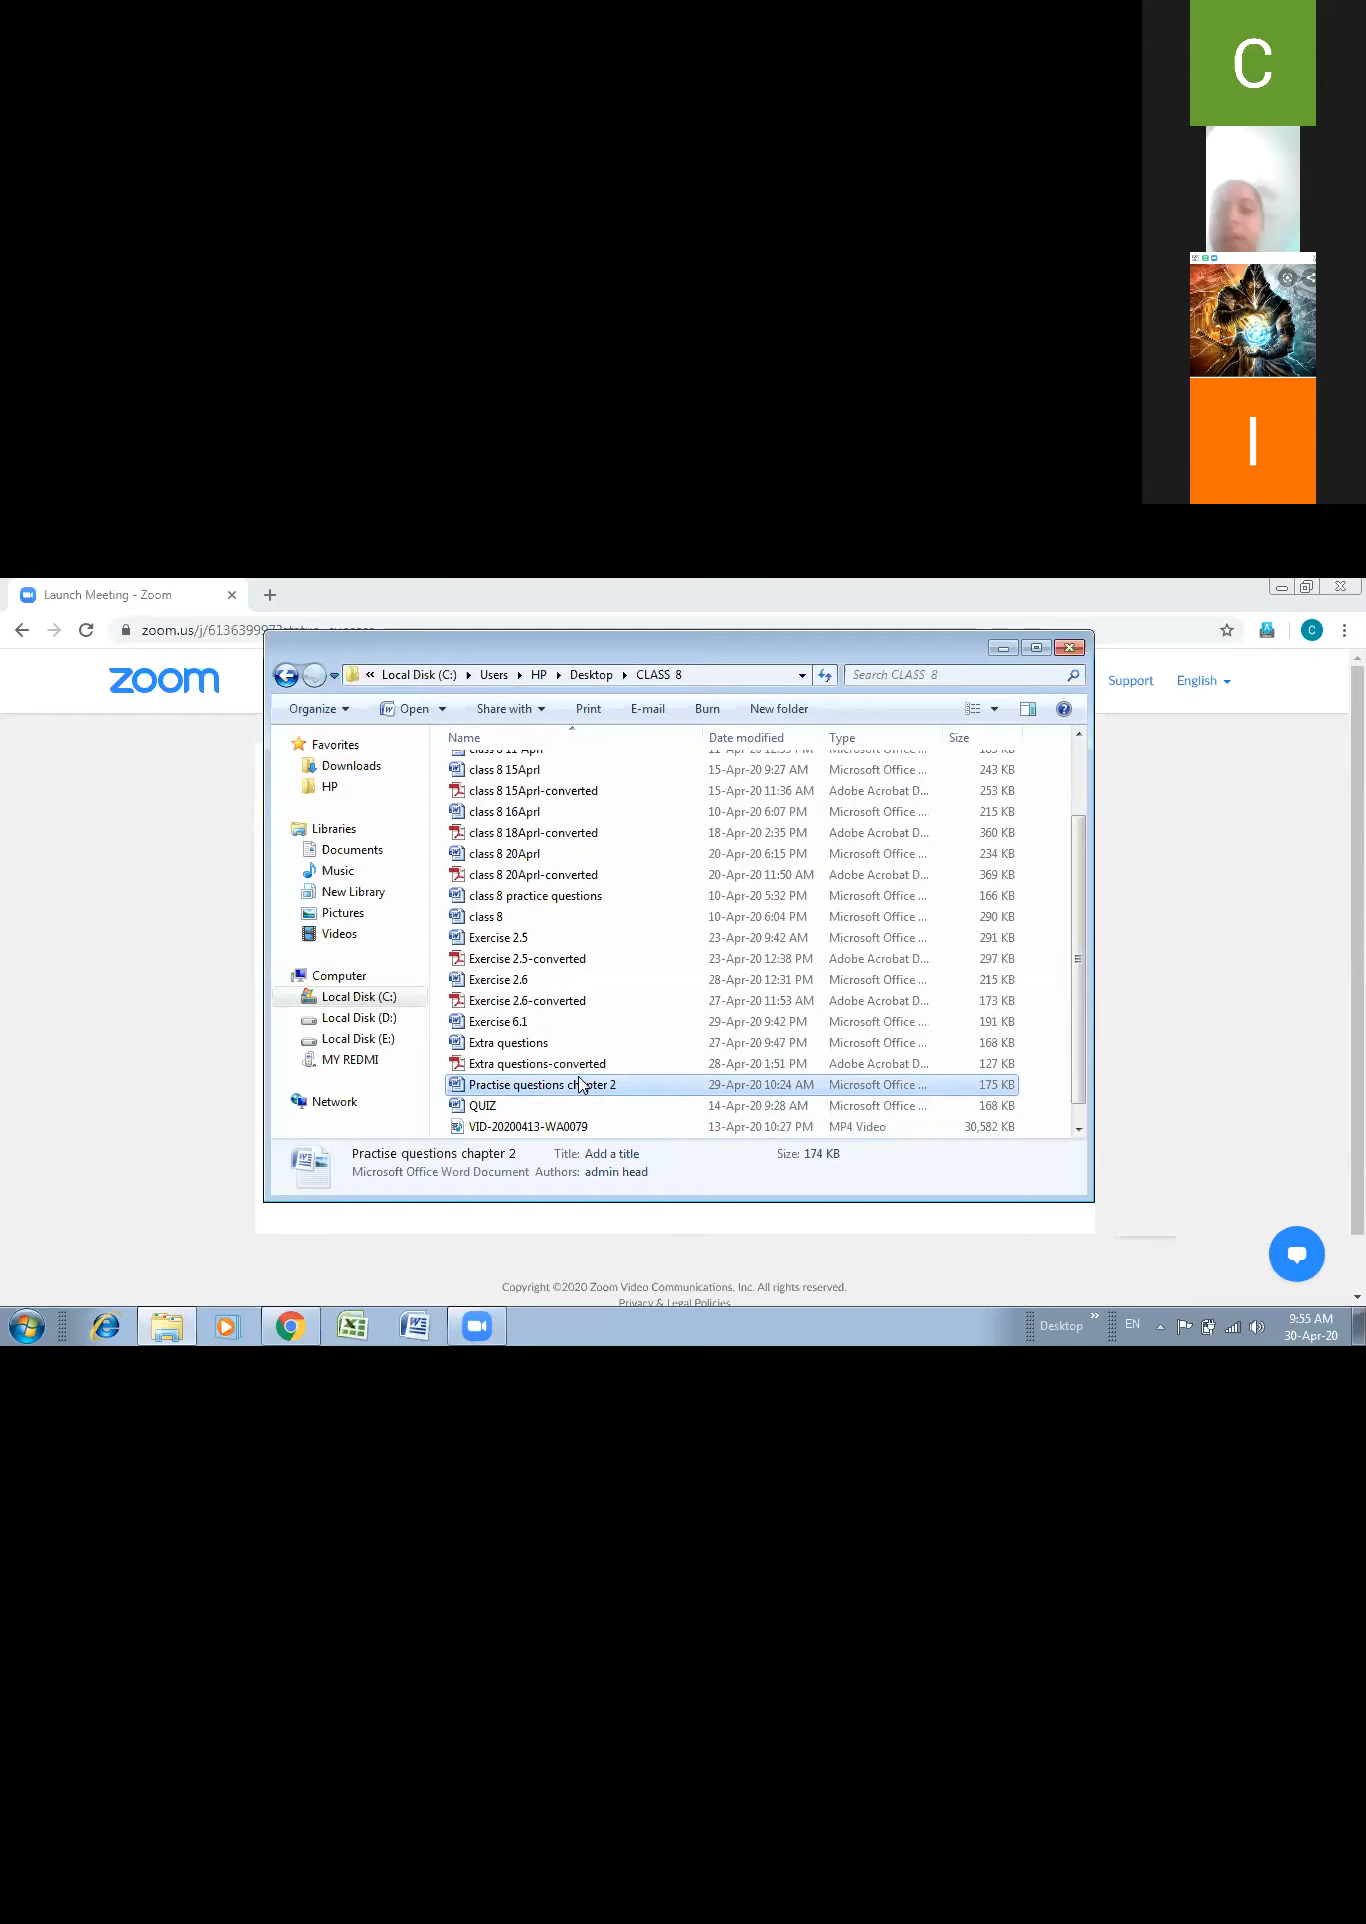 C
I
Launch Meeting - Zoom
zoom.us/j/6136399973status=success
zoom
Support
English
« Local Disk (C:) ▸ Users ▸ HP ▸ Desktop ▸ CLASS 8
Search CLASS 8
Organize
Open
Share with
Print
E-mail
Burn
New folder
Name Date modified Type Size
class 8 15Aprl 15-Apr-20 9:27 AM Microsoft Office ... 243 KB
class 8 15Aprl-converted 15-Apr-20 11:36 AM Adobe Acrobat D... 253 KB
class 8 16Aprl 10-Apr-20 6:07 PM Microsoft Office ... 215 KB
class 8 18Aprl-converted 18-Apr-20 2:35 PM Adobe Acrobat D... 360 KB
class 8 20Aprl 20-Apr-20 6:15 PM Microsoft Office ... 234 KB
class 8 20Aprl-converted 20-Apr-20 11:50 AM Adobe Acrobat D... 369 KB
class 8 practice questions 10-Apr-20 5:32 PM Microsoft Office ... 166 KB
class 8 10-Apr-20 6:04 PM Microsoft Office ... 290 KB
Exercise 2.5 23-Apr-20 9:42 AM Microsoft Office ... 291 KB
Exercise 2.5-converted 23-Apr-20 12:38 PM Adobe Acrobat D... 297 KB
Exercise 2.6 28-Apr-20 12:31 PM Microsoft Office ... 215 KB
Exercise 2.6-converted 27-Apr-20 11:53 AM Adobe Acrobat D... 173 KB
Exercise 6.1 29-Apr-20 9:42 PM Microsoft Office ... 191 KB
Extra questions 27-Apr-20 9:47 PM Microsoft Office ... 168 KB
Extra questions-converted 28-Apr-20 1:51 PM Adobe Acrobat D... 127 KB
Practise questions chapter 2 29-Apr-20 10:24 AM Microsoft Office ... 175 KB
QUIZ 14-Apr-20 9:28 AM Microsoft Office ... 168 KB
VID-20200413-WA0079 13-Apr-20 10:27 PM MP4 Video 30,582 KB
Favorites
Downloads
HP
Libraries
Documents
Music
New Library
Pictures
Videos
Computer
Local Disk (C:)
Local Disk (D:)
Local Disk (E:)
MY REDMI
Network
Practise questions chapter 2 Title: Add a title Size: 174 KB
Microsoft Office Word Document Authors: admin head
Copyright ©2020 Zoom Video Communications, Inc. All rights reserved.
Privacy & Legal Policies
Desktop
EN
9:55 AM
30-Apr-20